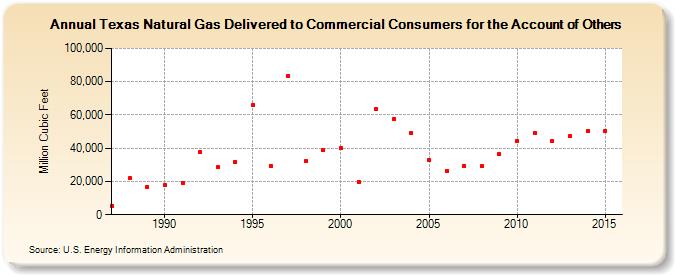 Annual Texas Natural Gas Delivered to Commercial Consumers for the Account of Others
Million Cubic Feet
100,000
80,000
60,000
40,000
20,000
0
1990 1995 2000 2005 2010 2015
Source: U.S. Energy Information Administration